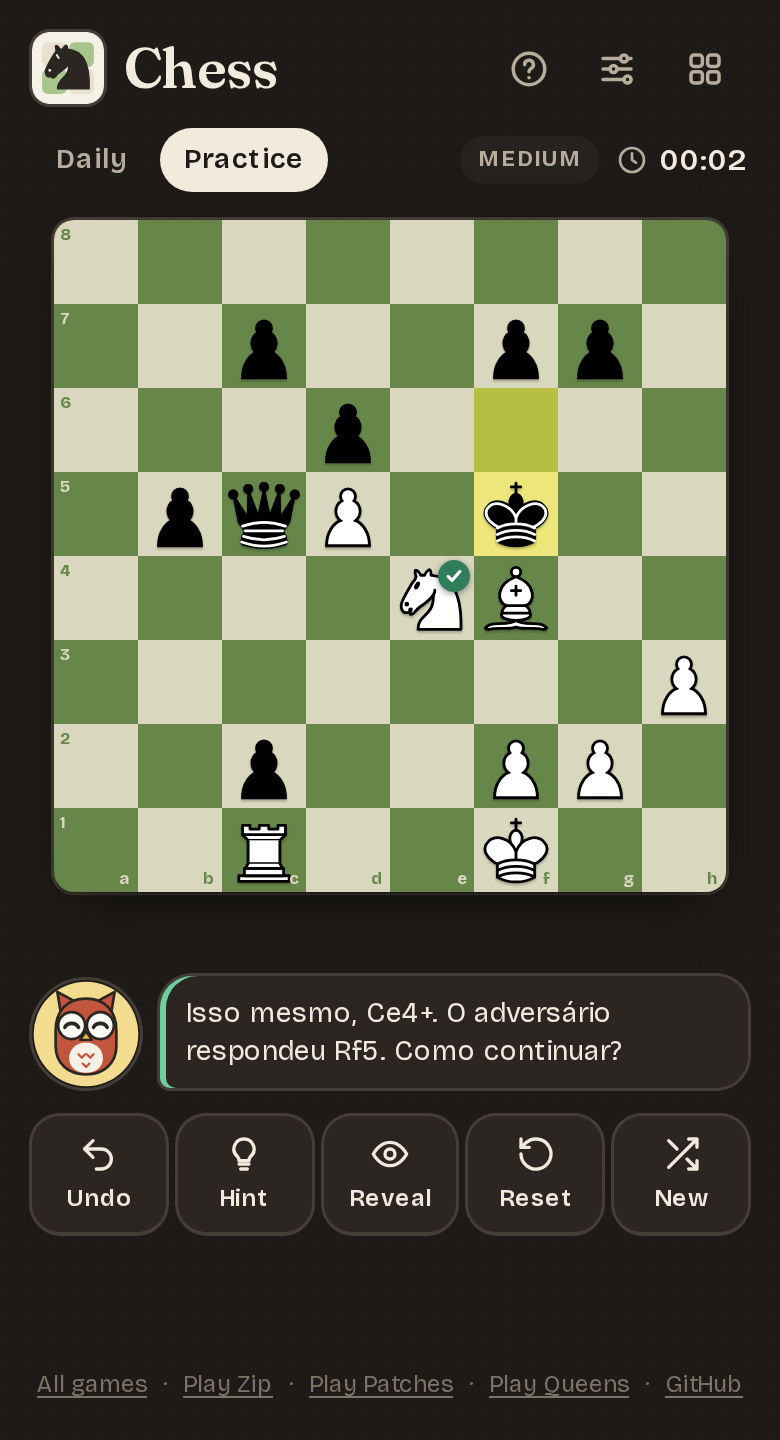 Chess
Daily
Practice
MEDIUM
00:02
8
7
6
5
4
3
2
1
a
b
c
d
e
f
g
h
Isso mesmo, Ce4+. O adversário
respondeu Rf5. Como continuar?
Undo
Hint
Reveal
Reset
New
All games · Play Zip · Play Patches · Play Queens · GitHub